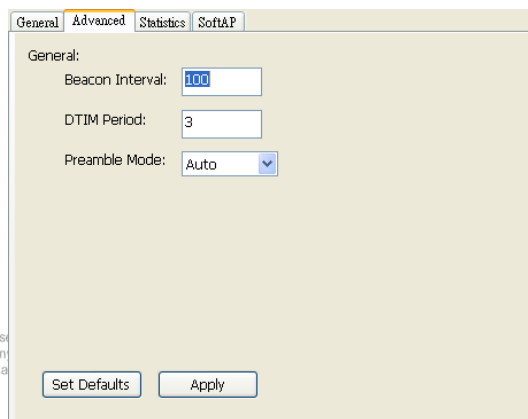 General Advanced Statistics SoftAP
General:
Beacon Interval: 100
DTIM Period: 3
Preamble Mode: Auto
Set Defaults Apply